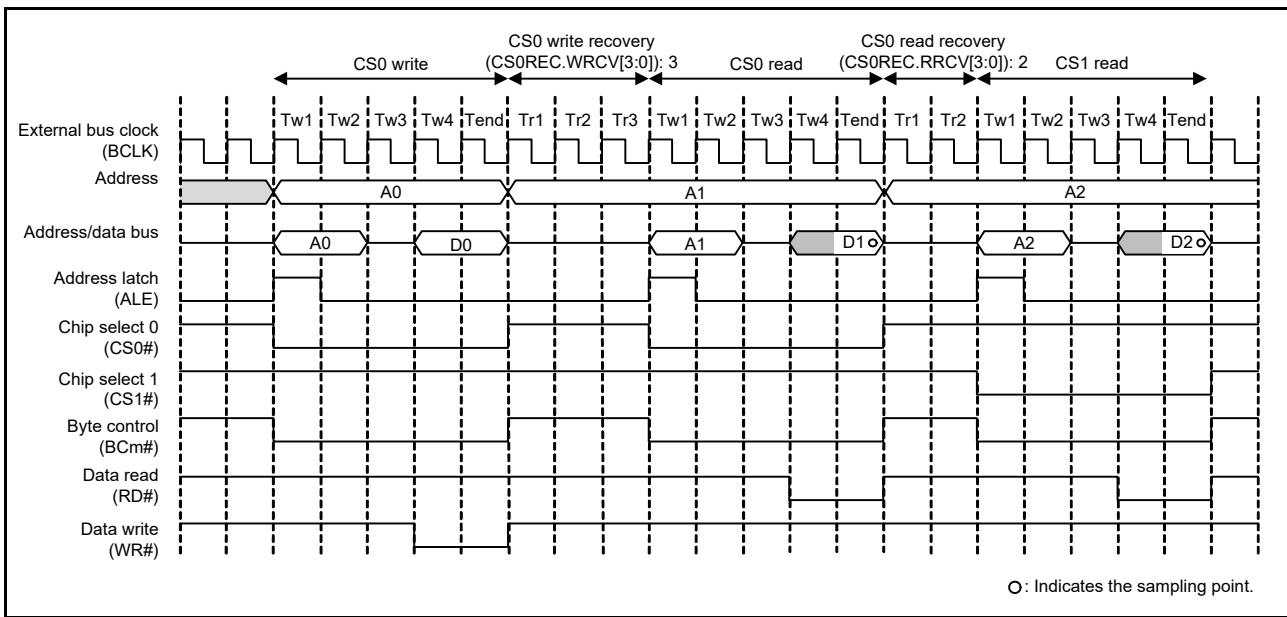 CS0 write recovery
(CS0REC.WRCV[3:0]): 3
CS0 read recovery
(CS0REC.RRCV[3:0]): 2
CS0 write
CS0 read
CS1 read
Tw1 Tw2 Tw3 Tw4 Tend Tr1 Tr2 Tr3 Tw1 Tw2 Tw3 Tw4 Tend Tr1 Tr2 Tw1 Tw2 Tw3 Tw4 Tend
External bus clock
(BCLK)
Address
A0 A1 A2
Address/data bus
A0 D0 A1 D1 A2 D2
Address latch
(ALE)
Chip select 0
(CS0#)
Chip select 1
(CS1#)
Byte control
(BCm#)
Data read
(RD#)
Data write
(WR#)
: Indicates the sampling point.